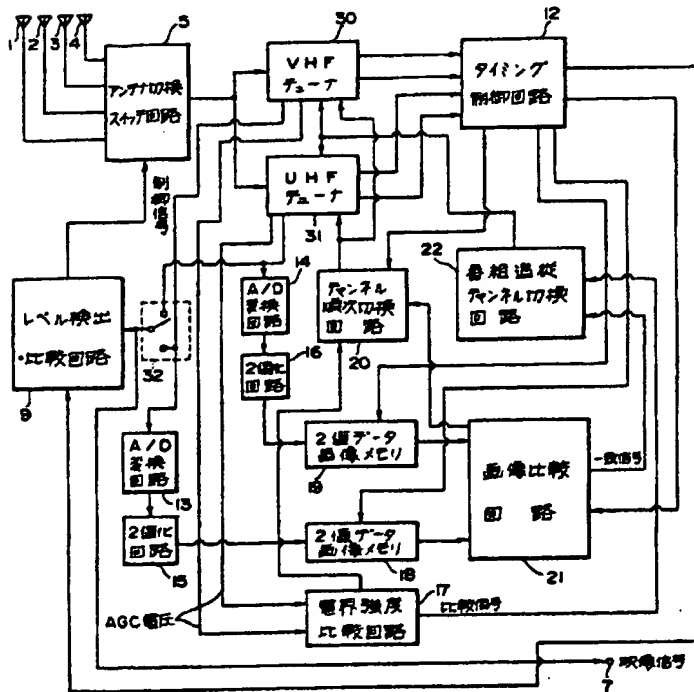 1
2
3
4
5
アンテナ切換
スイッチ回路
30
VHF
チューナ
12
タイミング
制御回路
制御信号
UHF
チューナ
31
レベル検出
・比較回路
9
32
14
A/D
変換
回路
16
2値化
回路
チャンネル
順次切換
回路
20
22
番組追従
チャンネル切換
回路
A/D
変換
回路
13
2値化
回路
15
2値データ
画像メモリ
19
2値データ
画像メモリ
18
画像比較
回路
21
一致信号
AGC電圧
電界強度
比較回路
17
比較信号
映像信号
7